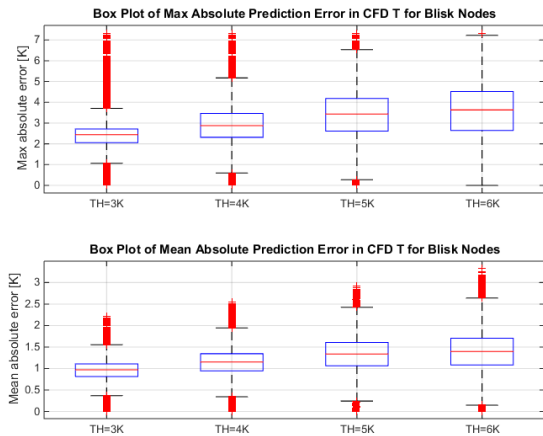 Box Plot of Max Absolute Prediction Error in CFD T for Blisk Nodes
Max absolute error [K]
7
6
5
4
3
2
1
0
TH=3K
TH=4K
TH=5K
TH=6K
Box Plot of Mean Absolute Prediction Error in CFD T for Blisk Nodes
Mean absolute error [K]
3
2.5
2
1.5
1
0.5
0
TH=3K
TH=4K
TH=5K
TH=6K